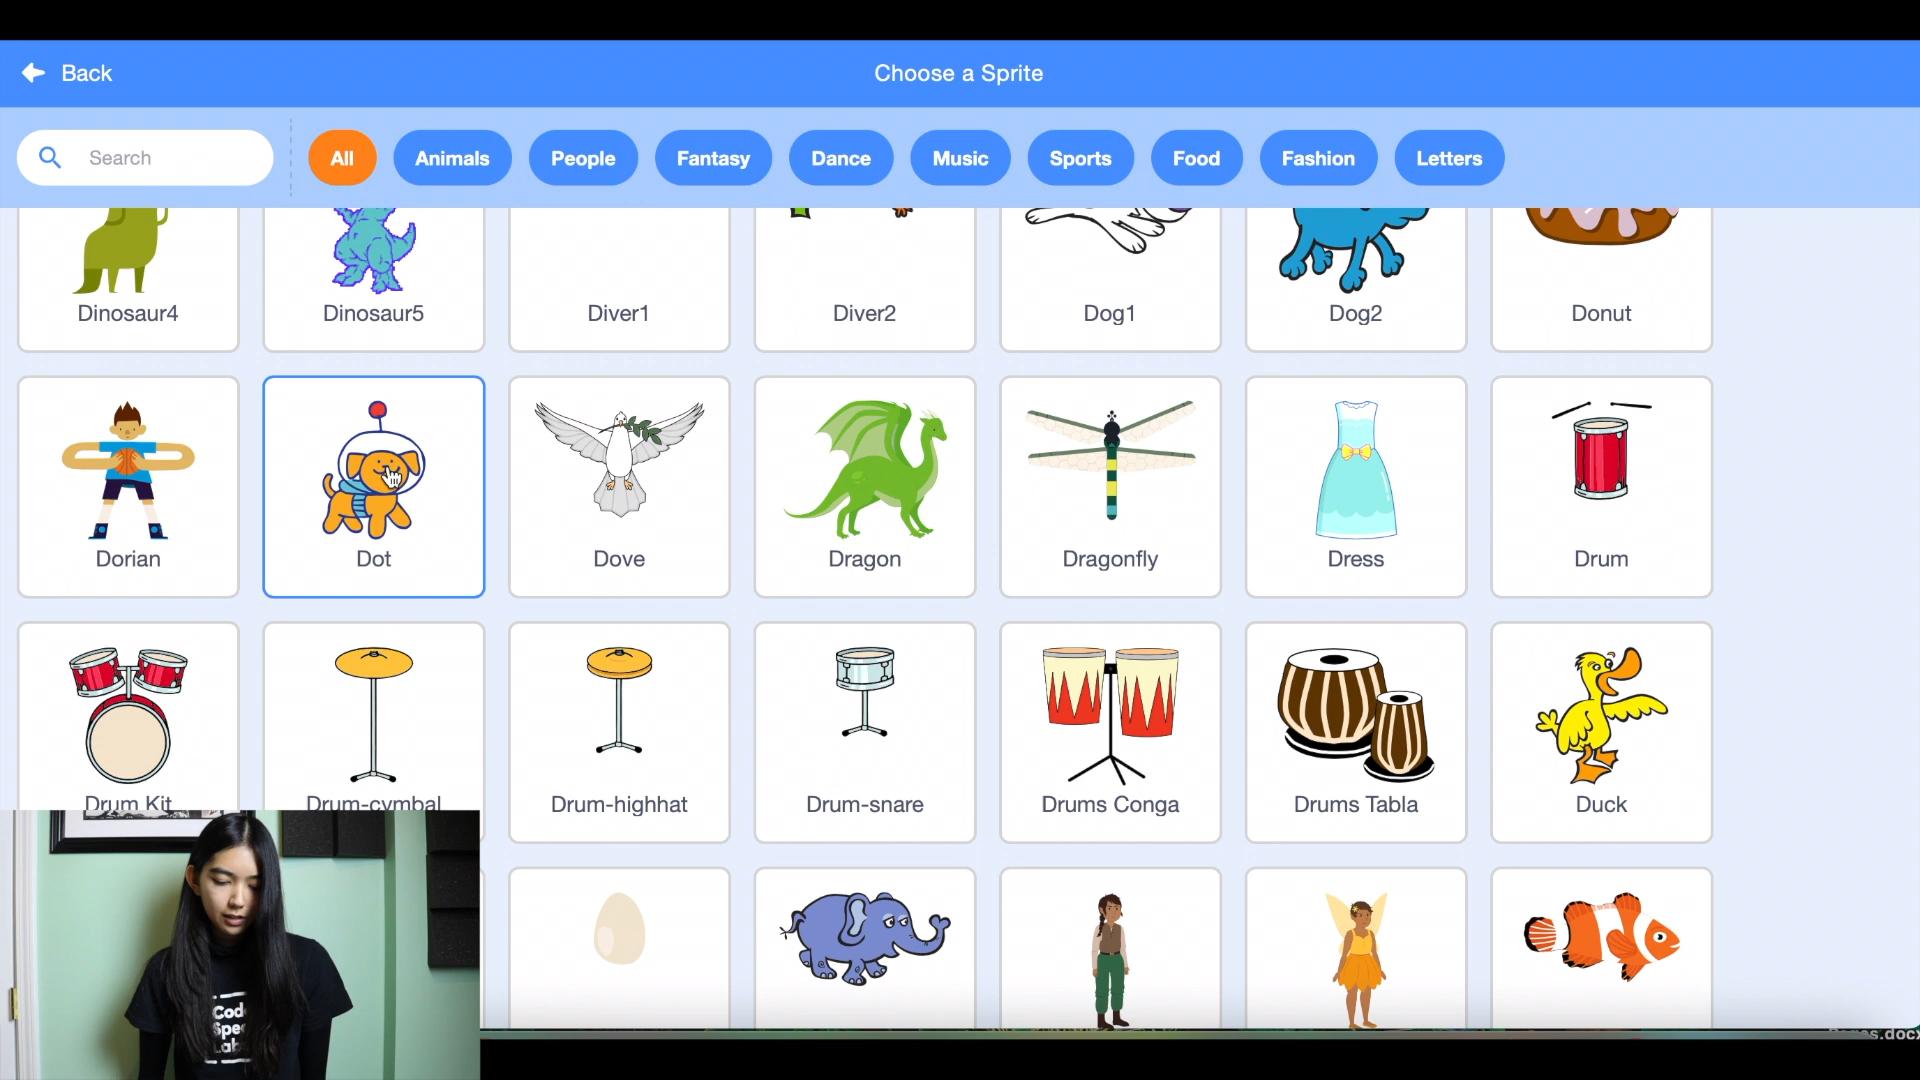 Back
Choose a Sprite
Search
All
Animals
People
Fantasy
Dance
Music
Sports
Food
Fashion
Letters
Dinosaur4
Dinosaur5
Diver1
Diver2
Dog1
Dog2
Donut
Dorian
Dot
Dove
Dragon
Dragonfly
Dress
Drum
Drum Kit
Drum-cymbal
Drum-highhat
Drum-snare
Drums Conga
Drums Tabla
Duck